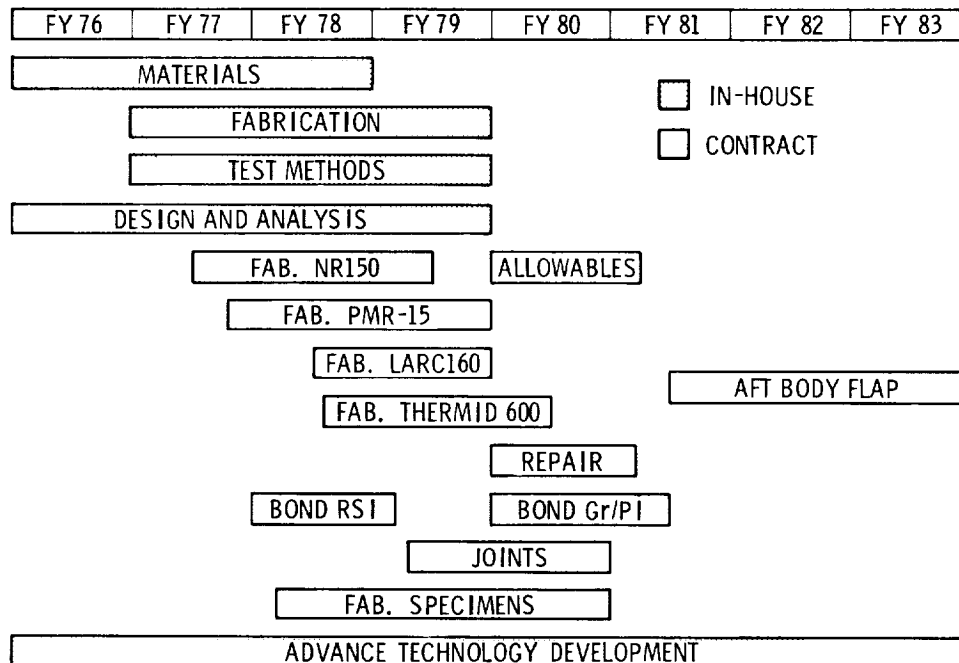 FY 76 FY 77 FY 78 FY 79 FY 80 FY 81 FY 82 FY 83
MATERIALS
IN-HOUSE
FABRICATION
CONTRACT
TEST METHODS
DESIGN AND ANALYSIS
FAB. NR150
ALLOWABLES
FAB. PMR-15
FAB. LARC160
AFT BODY FLAP
FAB. THERMID 600
REPAIR
BOND RSI
BOND Gr/PI
JOINTS
FAB. SPECIMENS
ADVANCE TECHNOLOGY DEVELOPMENT